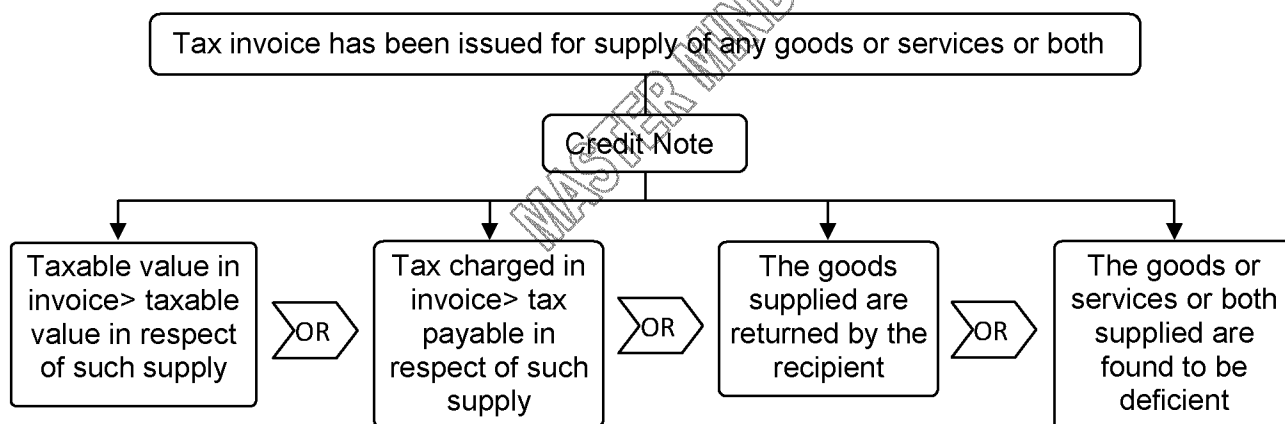 Tax invoice has been issued for supply of any goods or services or both
Credit Note
Taxable value in
invoice> taxable
value in respect
of such supply
OR
Tax charged in
invoice> tax
payable in
respect of such
supply
OR
The goods
supplied are
returned by the
recipient
OR
The goods or
services or both
supplied are
found to be
deficient
MASTER MIND